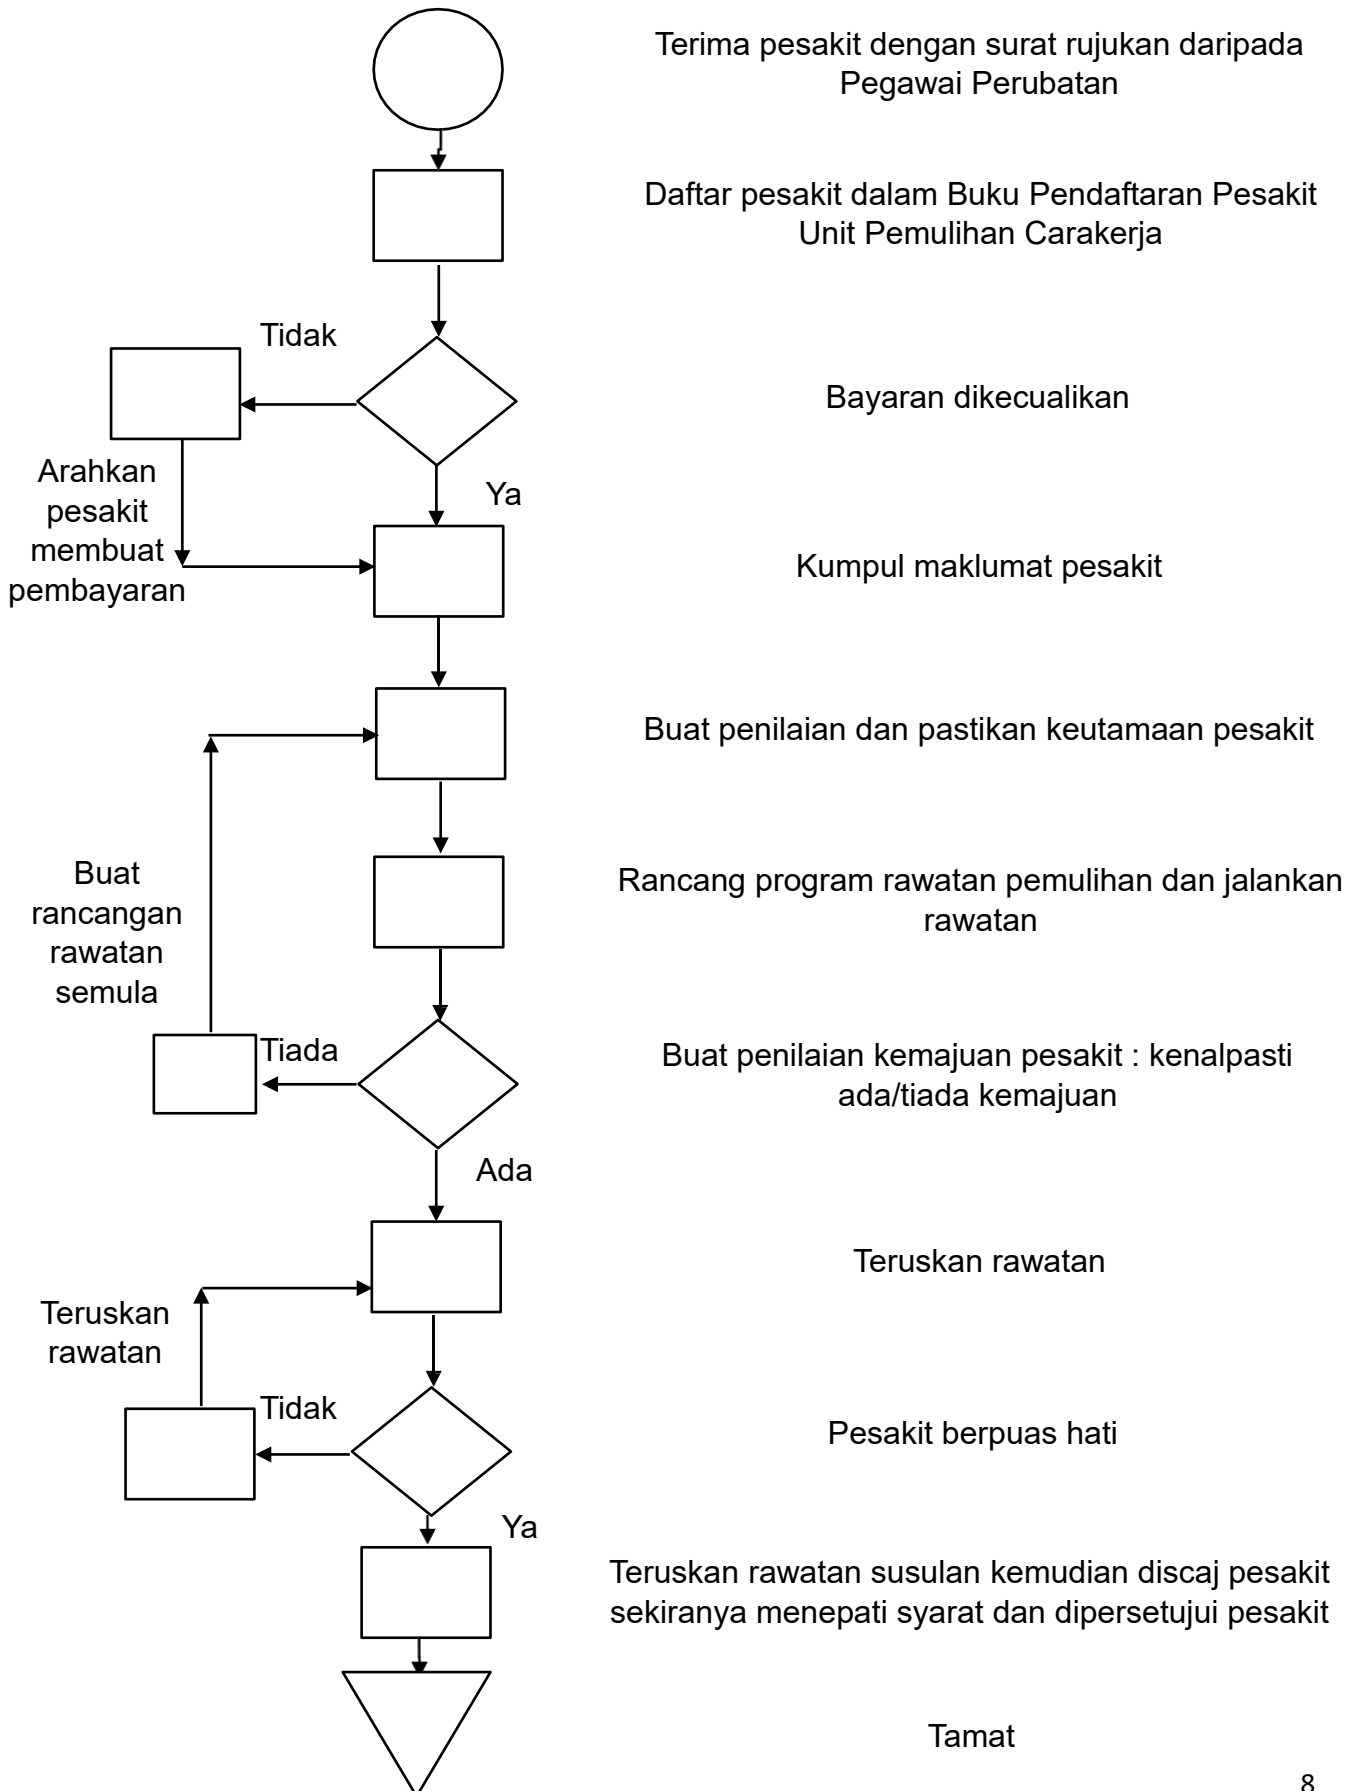 Terima pesakit dengan surat rujukan daripada
Pegawai Perubatan
Daftar pesakit dalam Buku Pendaftaran Pesakit
Unit Pemulihan Carakerja
Tidak
Bayaran dikecualikan
Arahkan
pesakit
membuat
pembayaran
Ya
Kumpul maklumat pesakit
Buat penilaian dan pastikan keutamaan pesakit
Buat
rancangan
rawatan
semula
Rancang program rawatan pemulihan dan jalankan
rawatan
Tiada
Buat penilaian kemajuan pesakit : kenalpasti
ada/tiada kemajuan
Ada
Teruskan rawatan
Teruskan
rawatan
Tidak
Pesakit berpuas hati
Ya
Teruskan rawatan susulan kemudian discaj pesakit
sekiranya menepati syarat dan dipersetujui pesakit
Tamat
8